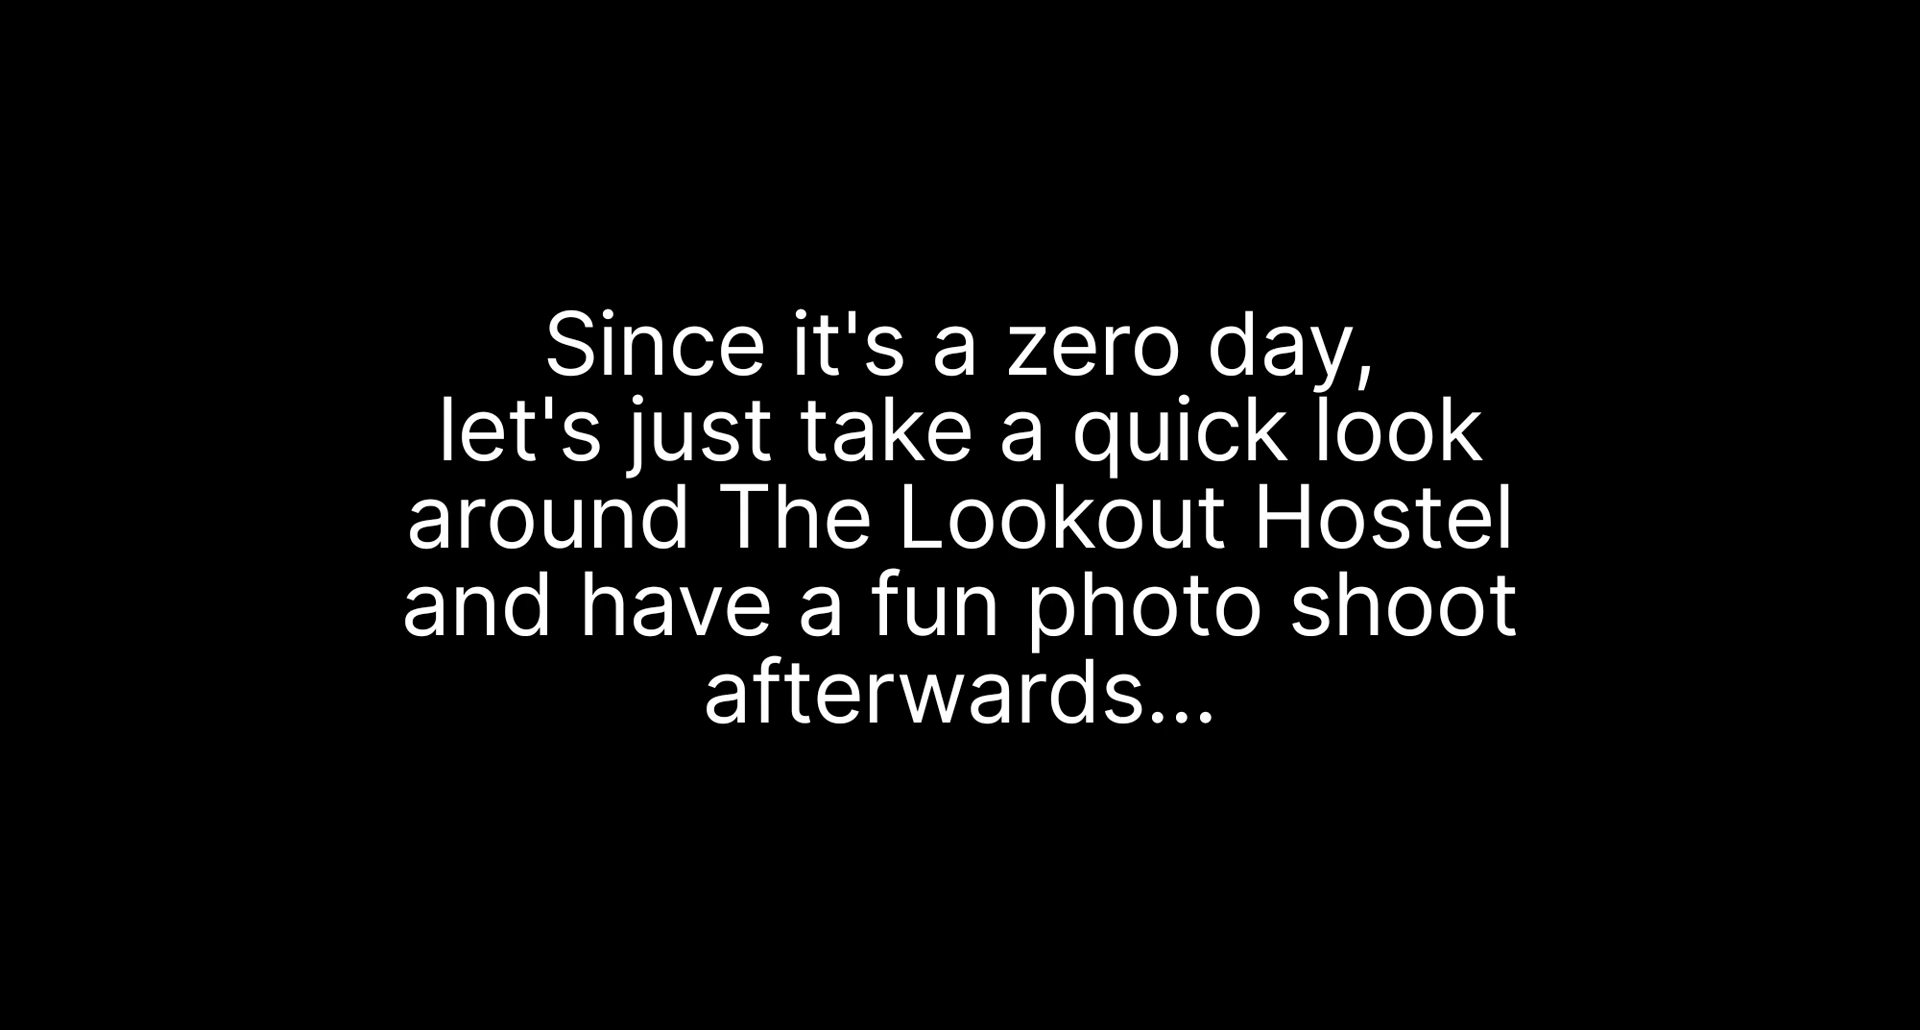 Since it's a zero day,
let's just take a quick look
around The Lookout Hostel
and have a fun photo shoot
afterwards...